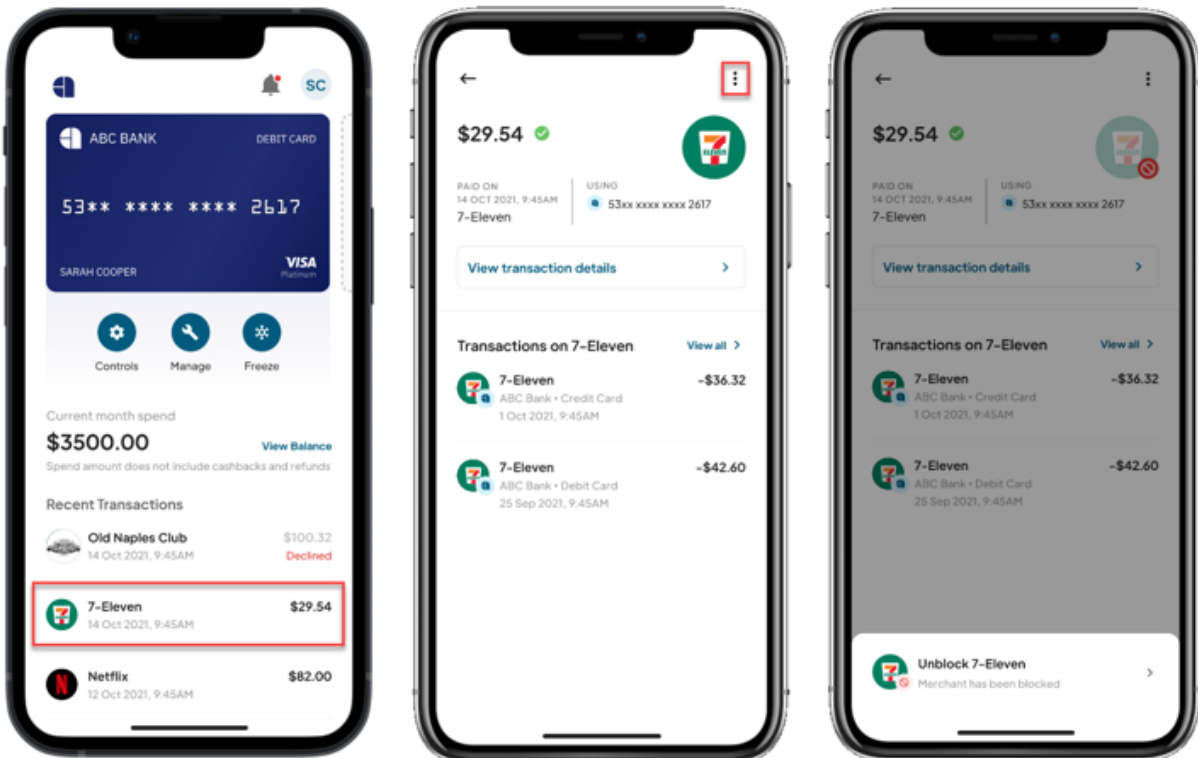 SC
ABC BANK
DEBIT CARD
53** **** **** 2617
SARAH COOPER
VISA
Platinum
Controls
Manage
Freeze
Current month spend
$3500.00
View Balance
Spend amount does not include cashbacks and refunds
Recent Transactions
Old Naples Club
$100.32
14 Oct 2021, 9:45AM
Declined
7-Eleven
$29.54
14 Oct 2021, 9:45AM
Netflix
$82.00
12 Oct 2021, 9:45AM
$29.54
ELEVEN
PAID ON
14 OCT 2021, 9:45AM
7-Eleven
USING
53xx xxxx xxxx 2617
View transaction details
Transactions on 7-Eleven
View all
7-Eleven
-$36.32
ABC Bank • Credit Card
1 Oct 2021, 9:45AM
7-Eleven
-$42.60
ABC Bank • Debit Card
25 Sep 2021, 9:45AM
$29.54
ELEVEN
PAID ON
14 OCT 2021, 9:45AM
7-Eleven
USING
53xx xxxx xxxx 2617
View transaction details
Transactions on 7-Eleven
View all
7-Eleven
-$36.32
ABC Bank • Credit Card
1 Oct 2021, 9:45AM
7-Eleven
-$42.60
ABC Bank • Debit Card
25 Sep 2021, 9:45AM
Unblock 7-Eleven
Merchant has been blocked